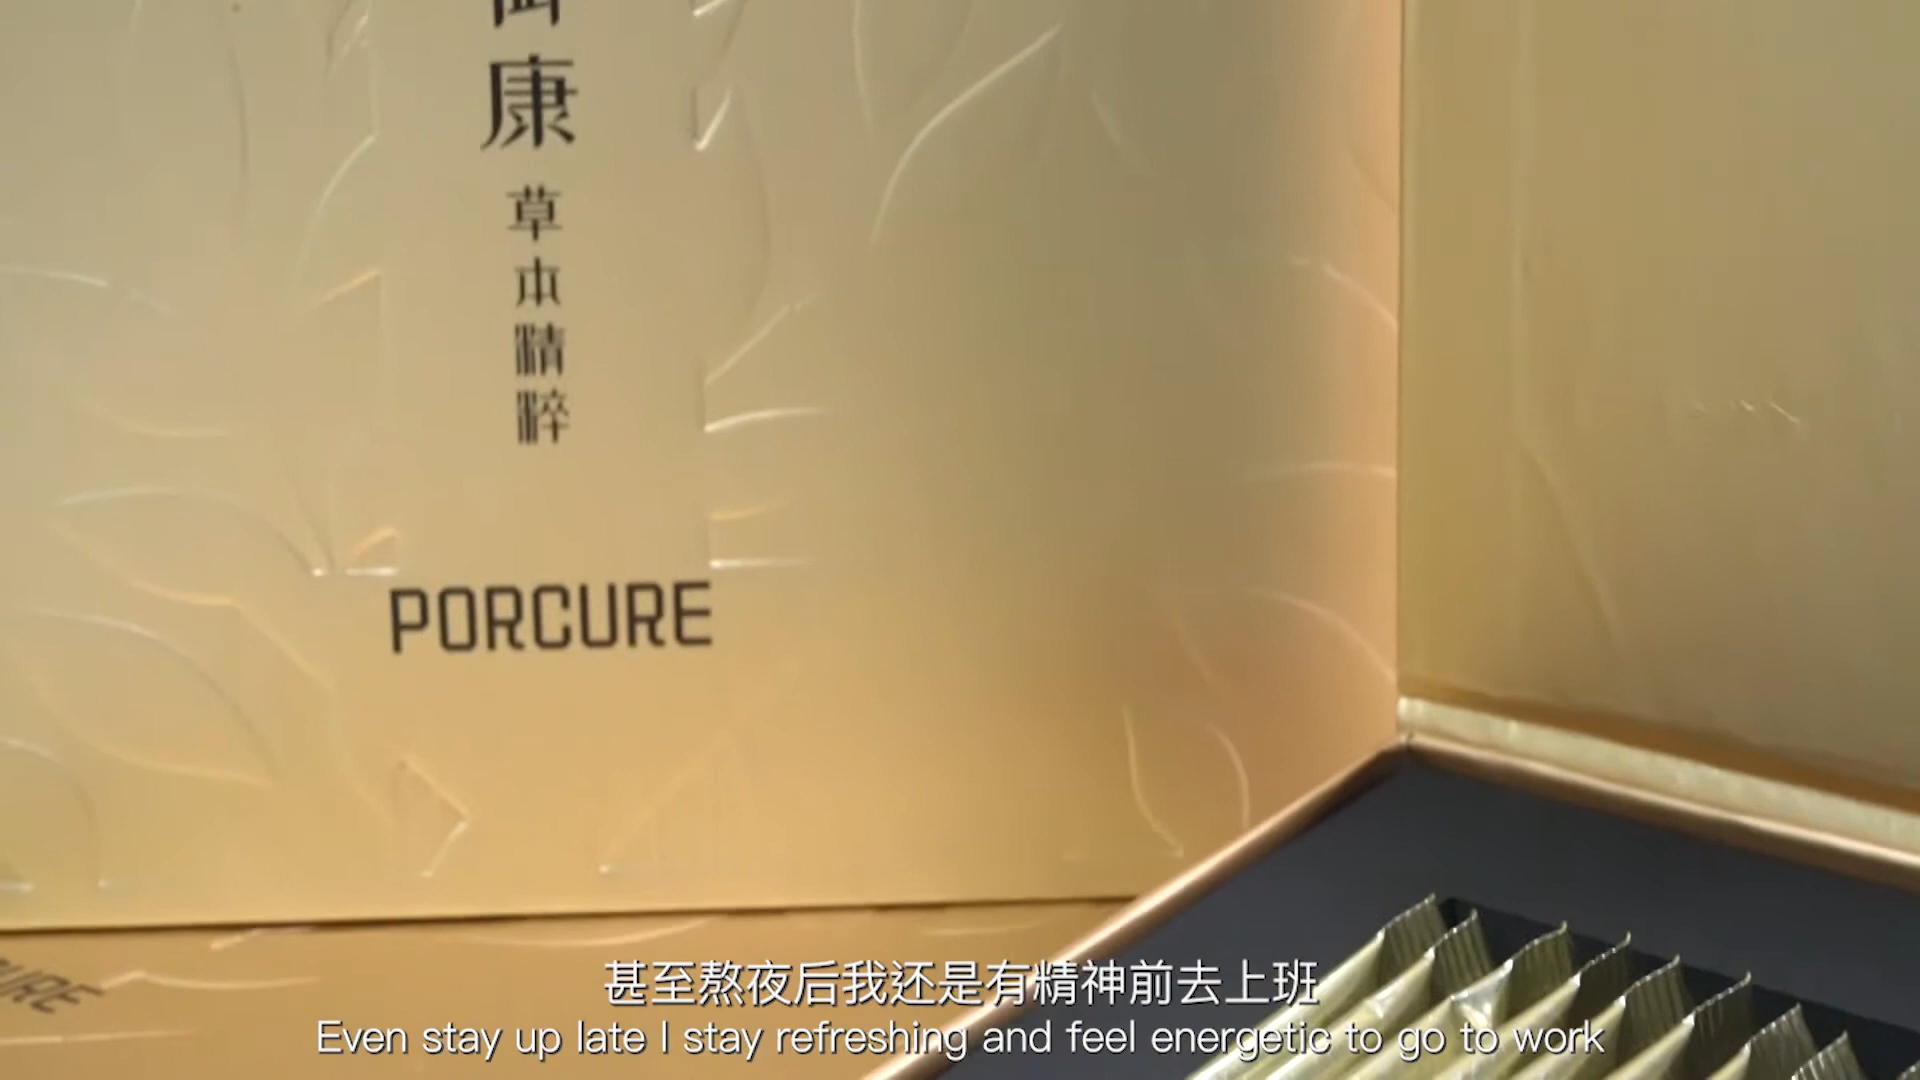 康
草本精粹
PORCURE
甚至熬夜后我还是有精神前去上班
Even stay up late I stay refreshing and feel energetic to go to work